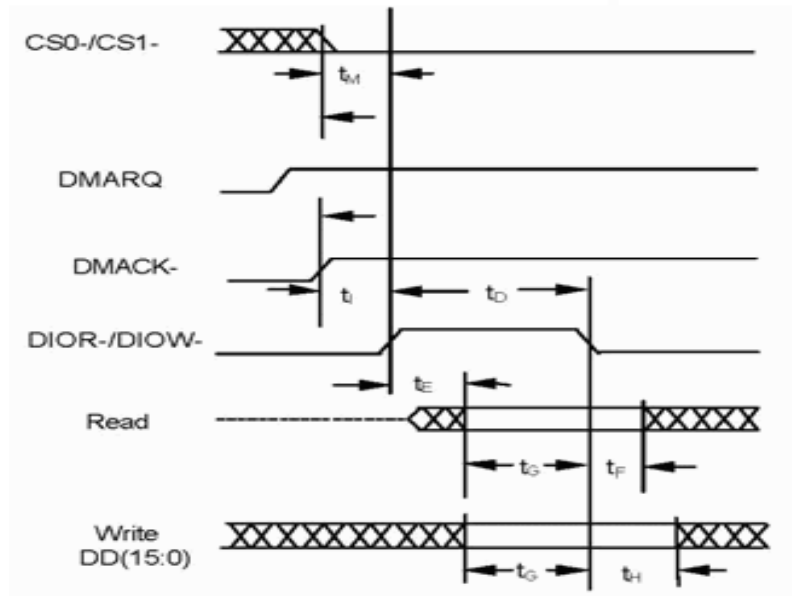 CS0-/CS1-
tM
DMARQ
DMACK-
tI
tD
DIOR-/DIOW-
tE
Read
tG
tF
Write
DD(15:0)
tG
tH